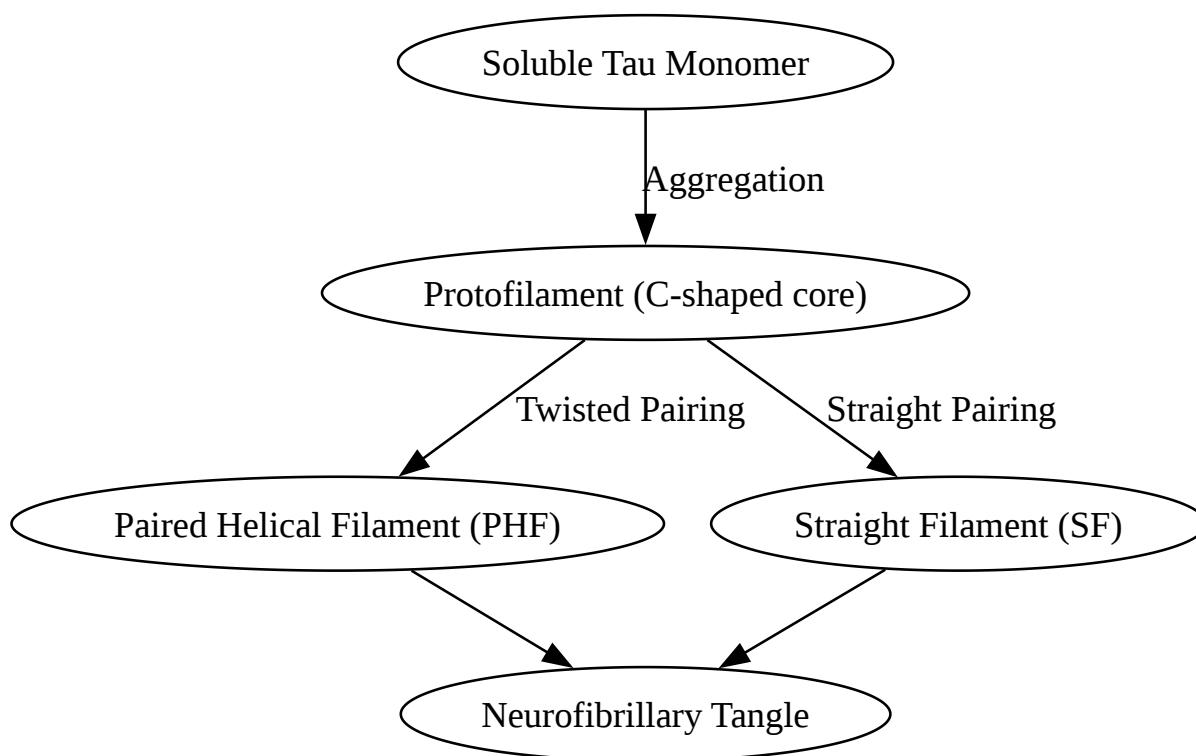 Soluble Tau Monomer
Aggregation
Protofilament (C-shaped core)
Twisted Pairing
Straight Pairing
Paired Helical Filament (PHF)
Straight Filament (SF)
Neurofibrillary Tangle